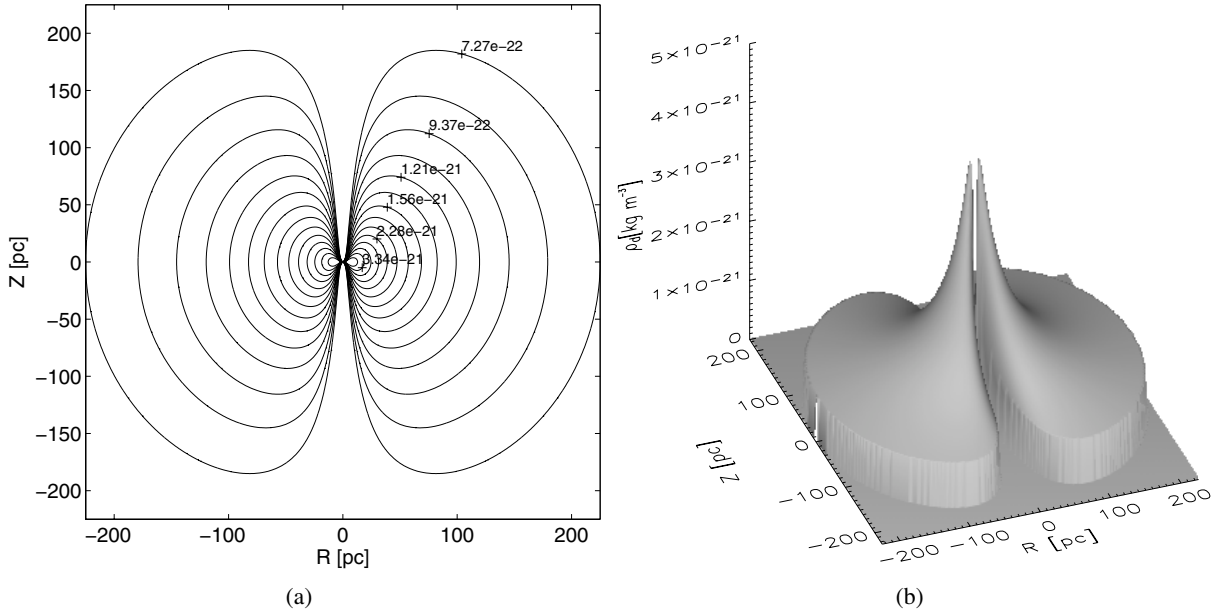 200
150
100
50
0
−50
−100
−150
−200
Z [pc]
7.27e−22
9.37e−22
1.21e−21
1.56e−21
2.28e−21
3.34e−21
−200
−100
0
100
200
R [pc]
(a)
5×10⁻²¹
4×10⁻²¹
3×10⁻²¹
2×10⁻²¹
1×10⁻²¹
0
ρd[kg m⁻³]
200
100
0
−100
−200
Z [pc]
−200
−100
0
100
200
R [pc]
(b)